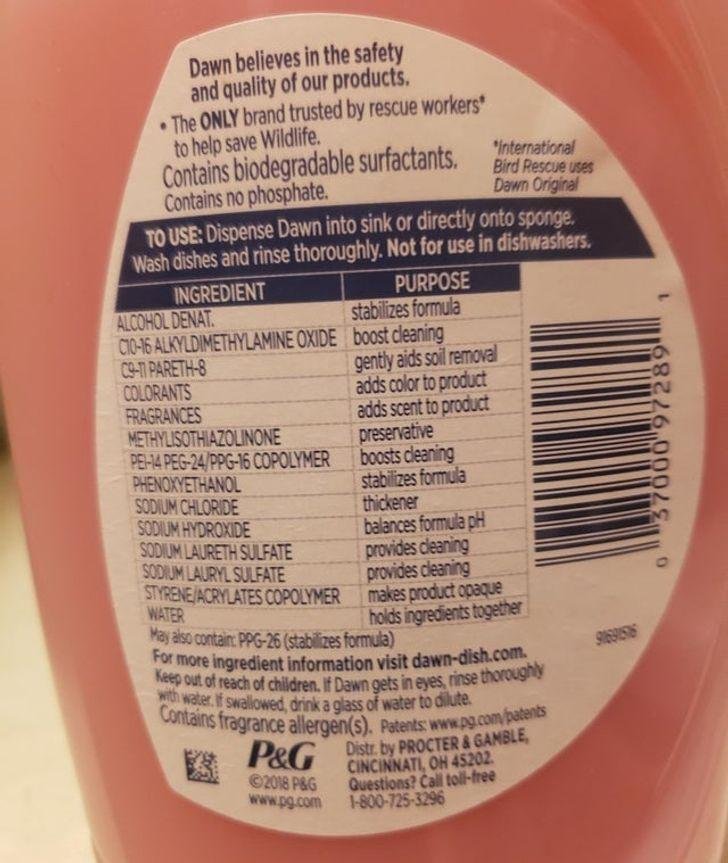 Dawn believes in the safety
and quality of our products.
• The ONLY brand trusted by rescue workers*
to help save Wildlife.
Contains biodegradable surfactants.
Contains no phosphate.
*International
Bird Rescue uses
Dawn Original
TO USE: Dispense Dawn into sink or directly onto sponge.
Wash dishes and rinse thoroughly. Not for use in dishwashers.
INGREDIENT PURPOSE
ALCOHOL DENAT. stabilizes formula
C10-16 ALKYLDIMETHYLAMINE OXIDE boost cleaning
C9-11 PARETH-8 gently aids soil removal
COLORANTS adds color to product
FRAGRANCES adds scent to product
METHYLISOTHIAZOLINONE preservative
PEI-14 PEG-24/PPG-16 COPOLYMER boosts cleaning
PHENOXYETHANOL stabilizes formula
SODIUM CHLORIDE thickener
SODIUM HYDROXIDE balances formula pH
SODIUM LAURETH SULFATE provides cleaning
SODIUM LAURYL SULFATE provides cleaning
STYRENE/ACRYLATES COPOLYMER makes product opaque
WATER holds ingredients together
0 37000 97289 1
May also contain: PPG-26 (stabilizes formula)
91691516
For more ingredient information visit dawn-dish.com.
Keep out of reach of children. If Dawn gets in eyes, rinse thoroughly
with water. If swallowed, drink a glass of water to dilute.
Contains fragrance allergen(s). Patents: www.pg.com/patents
P&G
©2018 P&G
www.pg.com
Distr. by PROCTER & GAMBLE,
CINCINNATI, OH 45202.
Questions? Call toll-free
1-800-725-3296